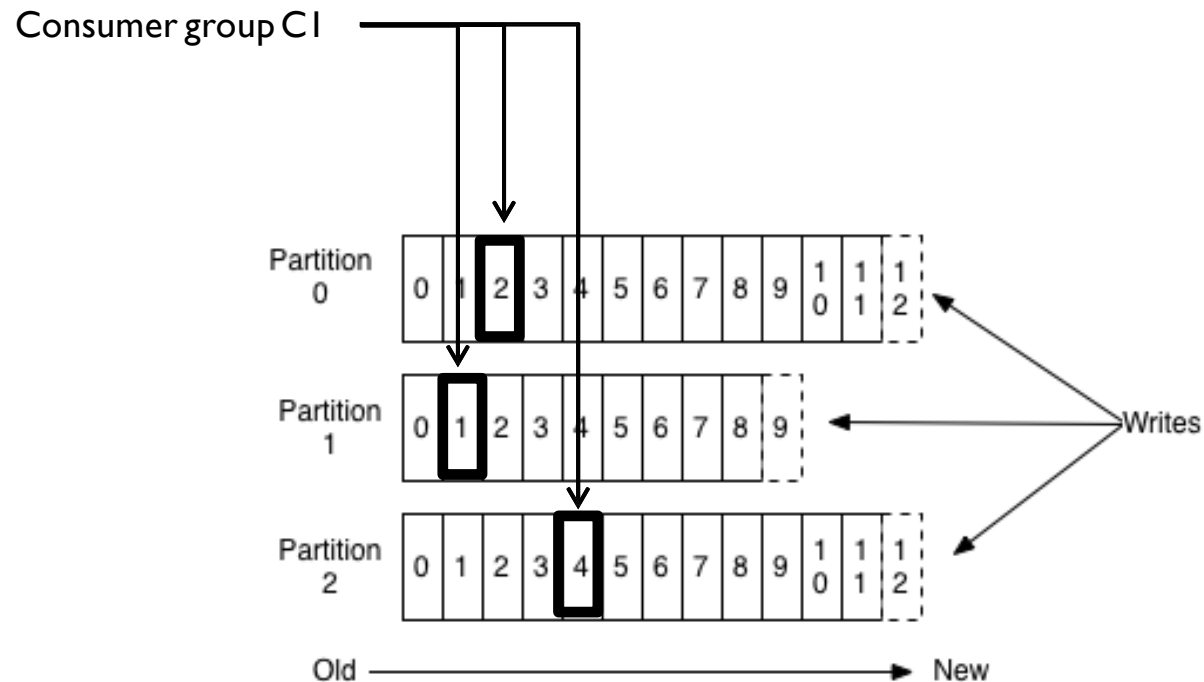 Consumer group C1
Partition
0
0 1 2 3 4 5 6 7 8 9 10 11 12
Partition
1
0 1 2 3 4 5 6 7 8 9
Writes
Partition
2
0 1 2 3 4 5 6 7 8 9 10 11 12
Old New